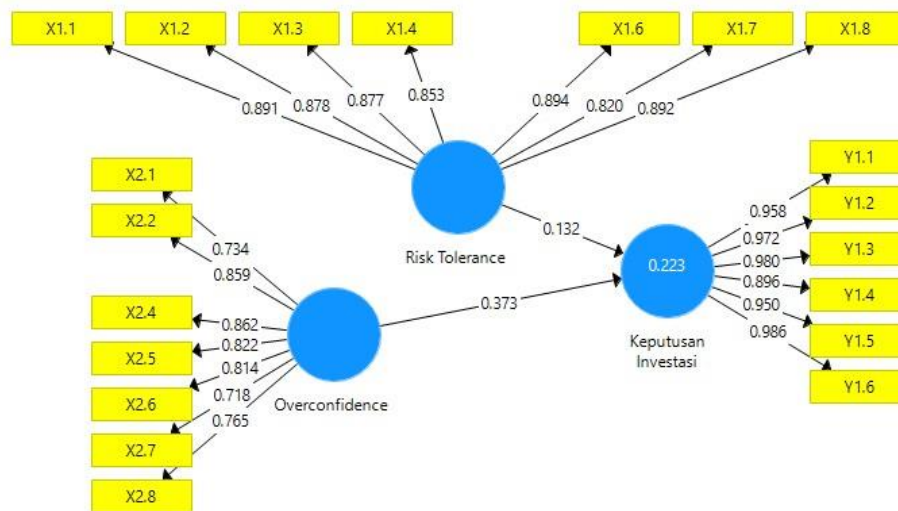 X1.1 X1.2 X1.3 X1.4 X1.6 X1.7 X1.8
0.891 0.878 0.877 0.853 0.894 0.820 0.892
Risk Tolerance
X2.1
X2.2
X2.4
X2.5
X2.6
X2.7
X2.8
0.734
0.859
0.862
0.822
0.814
0.718
0.765
Overconfidence
0.132
0.373
0.223
Keputusan
Investasi
0.958
0.972
0.980
0.896
0.950
0.986
Y1.1
Y1.2
Y1.3
Y1.4
Y1.5
Y1.6